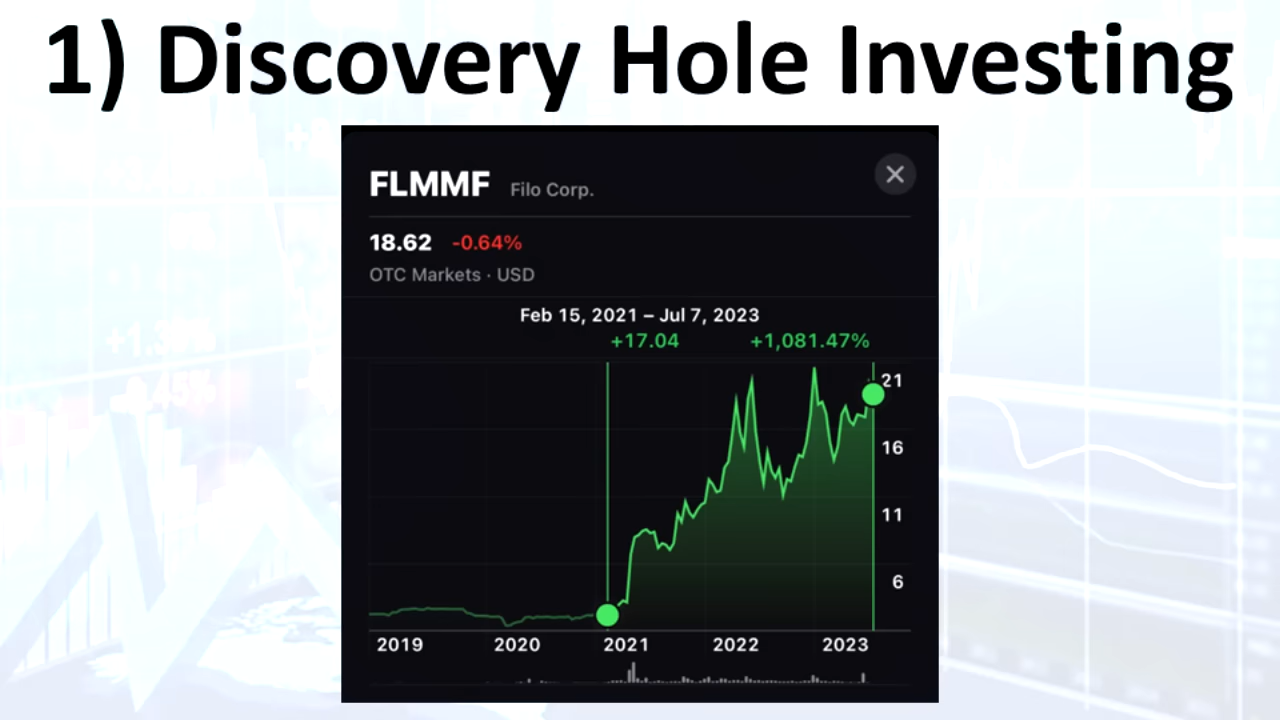 1) Discovery Hole Investing
FLMMF Filo Corp.
18.62 -0.64%
OTC Markets · USD
Feb 15, 2021 – Jul 7, 2023
+17.04 +1,081.47%
21
16
11
6
2019 2020 2021 2022 2023